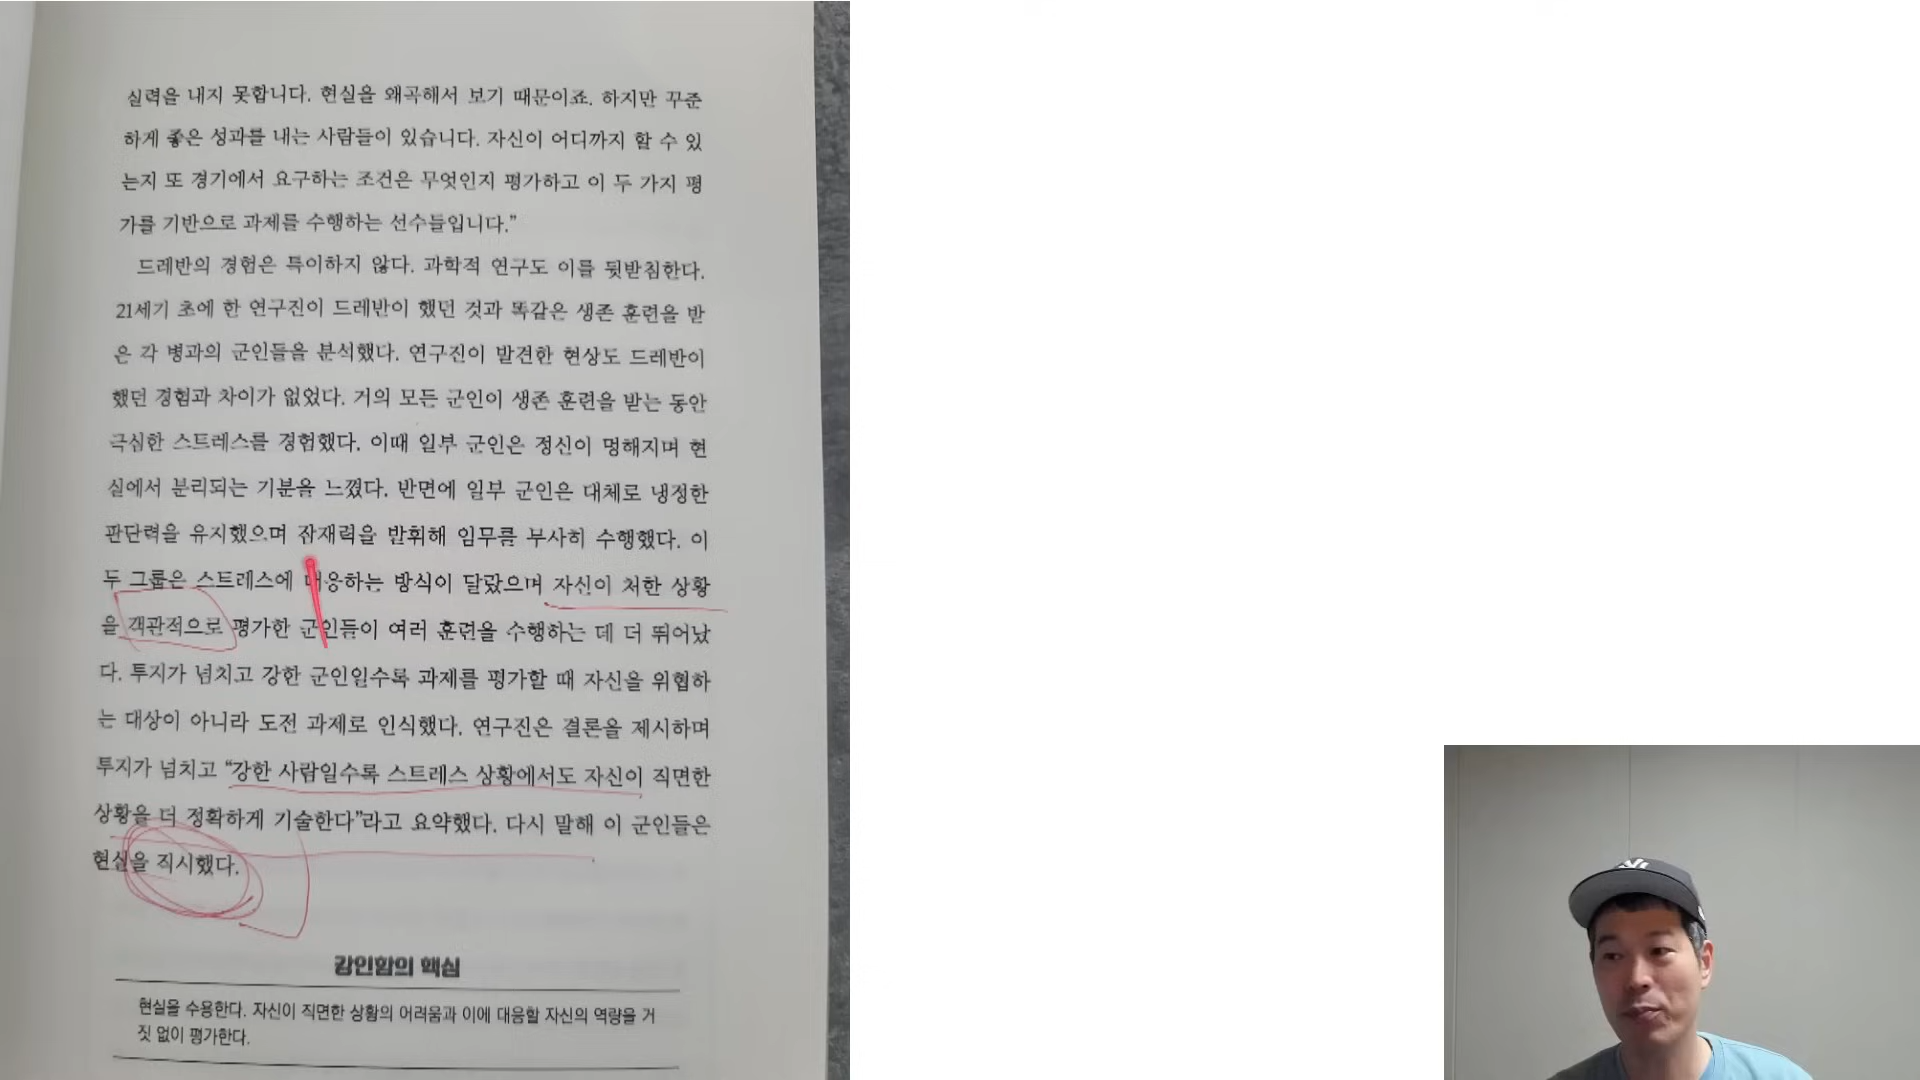 실력을 내지 못합니다. 현실을 왜곡해서 보기 때문이죠. 하지만 꾸준
하게 좋은 성과를 내는 사람들이 있습니다. 자신이 어디까지 할 수 있
는지 또 경기에서 요구하는 조건은 무엇인지 평가하고 이 두 가지 평
가를 기반으로 과제를 수행하는 선수들입니다.”
드레반의 경험은 특이하지 않다. 과학적 연구도 이를 뒷받침한다.
21세기 초에 한 연구진이 드레반이 했던 것과 똑같은 생존 훈련을 받
은 각 병과의 군인들을 분석했다. 연구진이 발견한 현상도 드레반이
했던 경험과 차이가 없었다. 거의 모든 군인이 생존 훈련을 받는 동안
극심한 스트레스를 경험했다. 이때 일부 군인은 정신이 멍해지며 현
실에서 분리되는 기분을 느꼈다. 반면에 일부 군인은 대체로 냉정한
판단력을 유지했으며 잠재력을 발휘해 임무를 무사히 수행했다. 이
두 그룹은 스트레스에 대응하는 방식이 달랐으며 자신이 처한 상황
을 객관적으로 평가한 군인들이 여러 훈련을 수행하는 데 더 뛰어났
다. 투지가 넘치고 강한 군인일수록 과제를 평가할 때 자신을 위협하
는 대상이 아니라 도전 과제로 인식했다. 연구진은 결론을 제시하며
투지가 넘치고 “강한 사람일수록 스트레스 상황에서도 자신이 직면한
상황을 더 정확하게 기술한다”라고 요약했다. 다시 말해 이 군인들은
현실을 직시했다.
강인함의 핵심
현실을 수용한다. 자신이 직면한 상황의 어려움과 이에 대응할 자신의 역량을 거
짓 없이 평가한다.